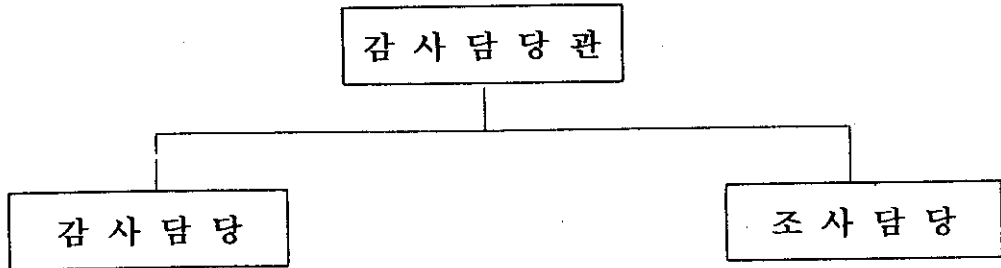 감 사 담 당 관
감 사 담 당
조 사 담 당